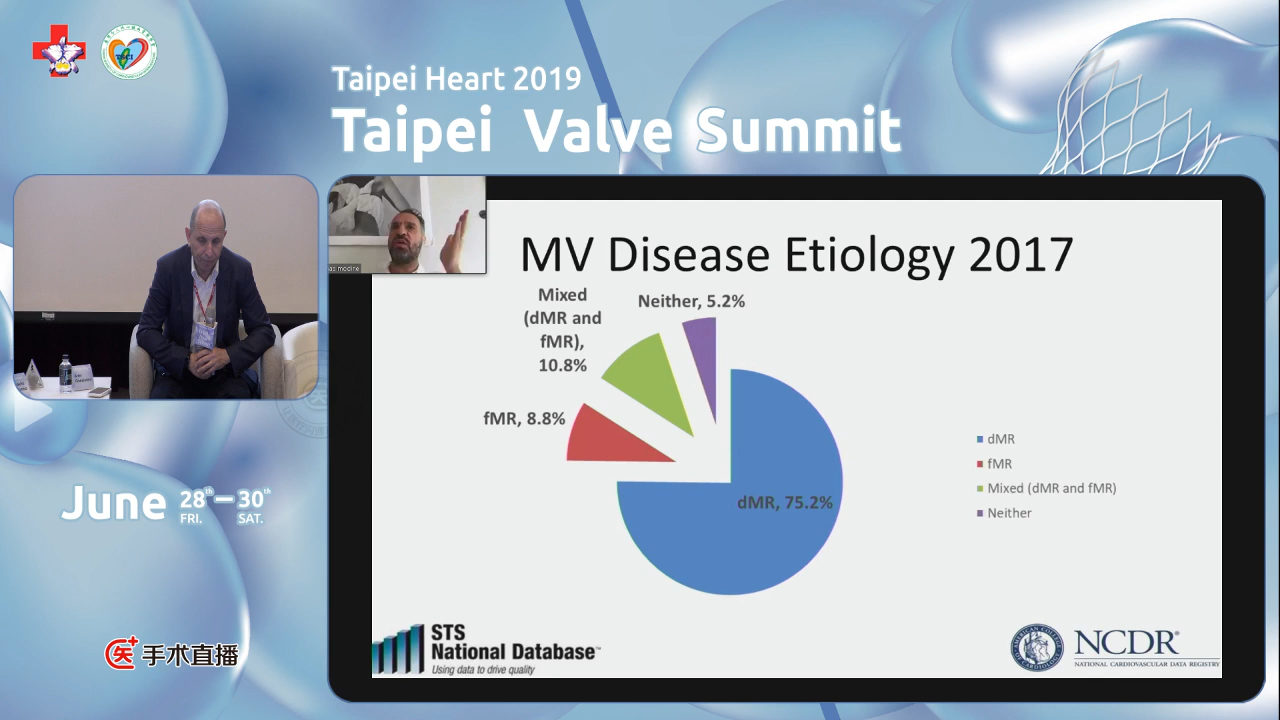 Taipei Heart 2019
Taipei Valve Summit
MV Disease Etiology 2017
Mixed
(dMR and
fMR),
10.8%
Neither, 5.2%
fMR, 8.8%
dMR, 75.2%
dMR
fMR
Mixed (dMR and fMR)
Neither
June 28th—30th
FRI. SAT.
医 手术直播
STS
National Database™
Using data to drive quality
NCDR®
NATIONAL CARDIOVASCULAR DATA REGISTRY